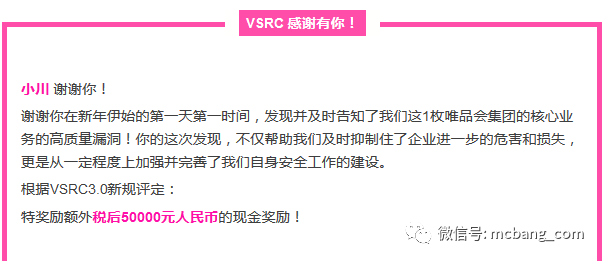 VSRC 感谢有你！
小川 谢谢你！
谢谢你在新年伊始的第一天第一时间，发现并及时告知了我们这1枚唯品会集团的核心业
务的高质量漏洞！你的这次发现，不仅帮助我们及时抑制住了企业进一步的危害和损失，
更是从一定程度上加强并完善了我们自身安全工作的建设。
根据VSRC3.0新规评定：
特奖励额外税后50000元人民币的现金奖励！
微信号: mcbang_com